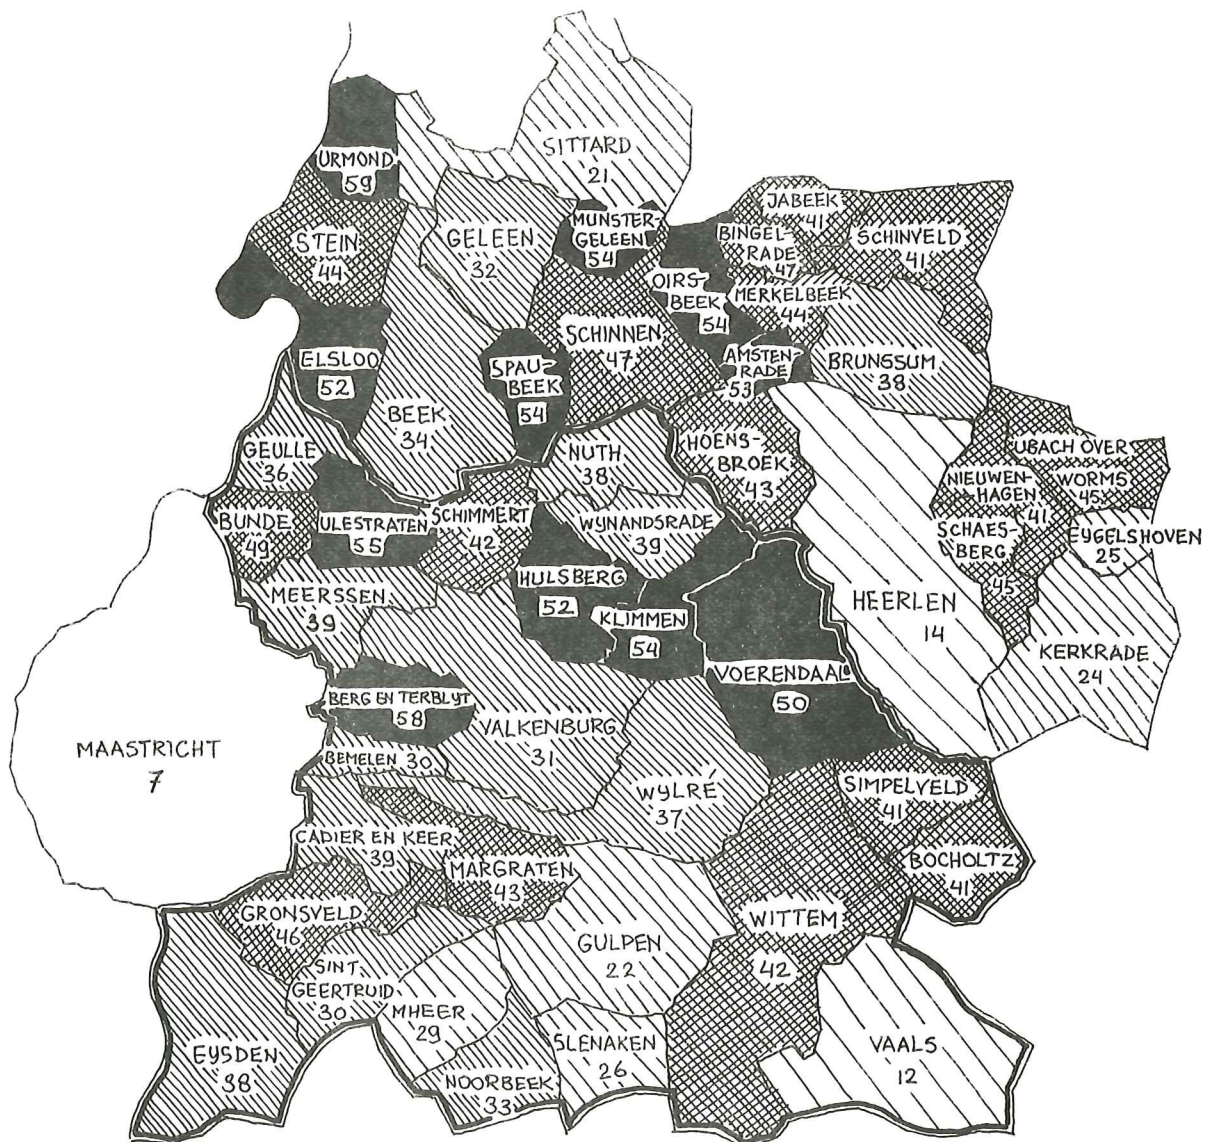 SITTARD
21
URMOND
59
STEIN
44
GELEEN
32
MUNSTER-
GELEEN
54
JABEEK
41
BINGEL-
RADE
47
SCHINVELD
41
OIRS-
BEEK
54
MERKELBEEK
44
SCHINNEN
47
AMSTEN-
RADE
53
BRUNSSUM
38
ELSLOO
52
SPAU-
BEEK
54
BEEK
34
GEULLE
36
NUTH
38
HOENS-
BROEK
43
UBACH OVER
WORMS
45
NIEUWEN-
HAGEN
41
BUNDE
49
ULESTRATEN
55
SCHIMMERT
42
WIJNANDSRADE
39
SCHAES-
BERG
45
EYGELSHOVEN
25
MEERSSEN
39
HULSBERG
52
KLIMMEN
54
HEERLEN
14
KERKRADE
24
VOERENDAAL
50
BERG EN TERBLIJT
58
MAASTRICHT
7
BEMELEN 30
VALKENBURG
31
WIJLRÉ
37
SIMPELVELD
41
CADIER EN KEER
39
MARGRATEN
43
BOCHOLTZ
41
GRONSVELD
46
WITTEM
42
GULPEN
22
SINT
GEERTRUID
30
MHEER
29
SLENAKEN
26
VAALS
12
EIJSDEN
38
NOORBEEK
33